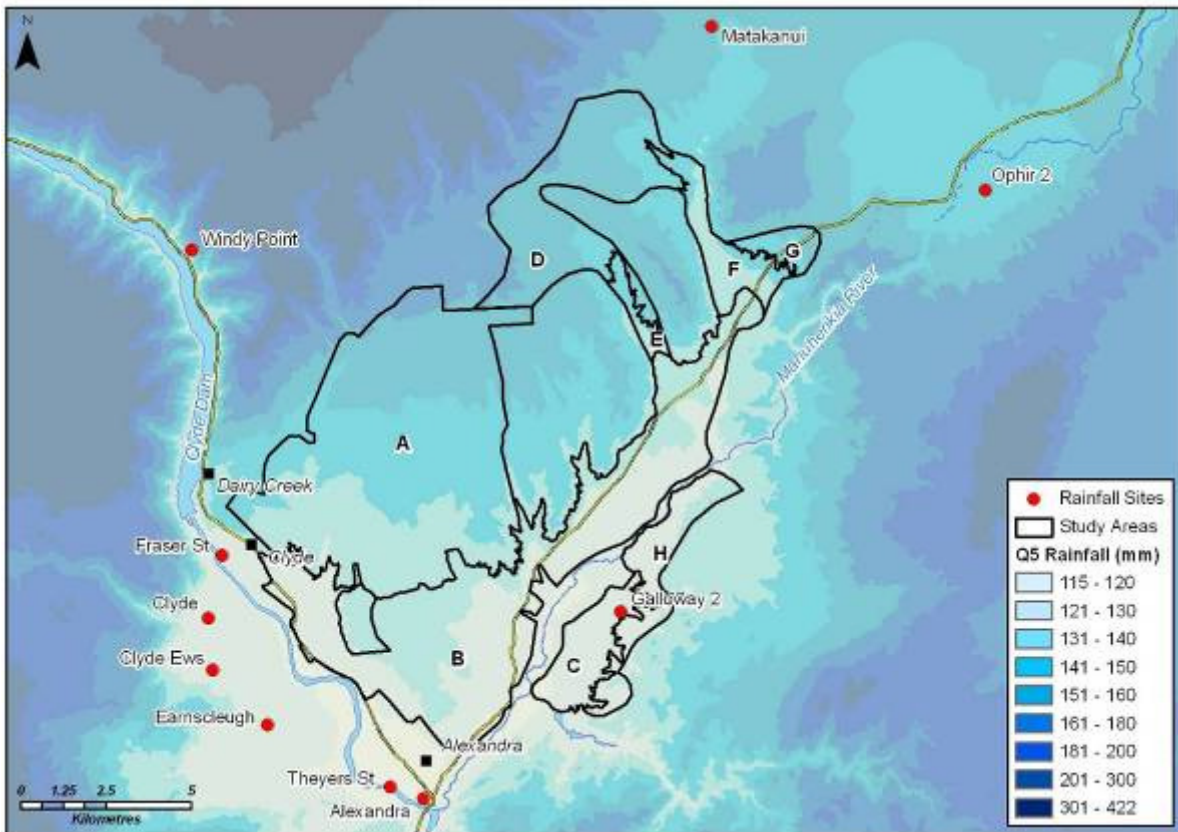 N
Matakanui
Ophir 2
Windy Point
D
F
G
E
Manuherikia River
Clyde Dam
A
Dairy Creek
Fraser St
Clyde
H
Clyde
Galloway 2
Clyde Ews
B
C
Earnscleugh
Alexandra
Theyers St
Alexandra
0 1.25 2.5 5
Kilometres
Rainfall Sites
Study Areas
Q5 Rainfall (mm)
115 - 120
121 - 130
131 - 140
141 - 150
151 - 160
161 - 180
181 - 200
201 - 300
301 - 422